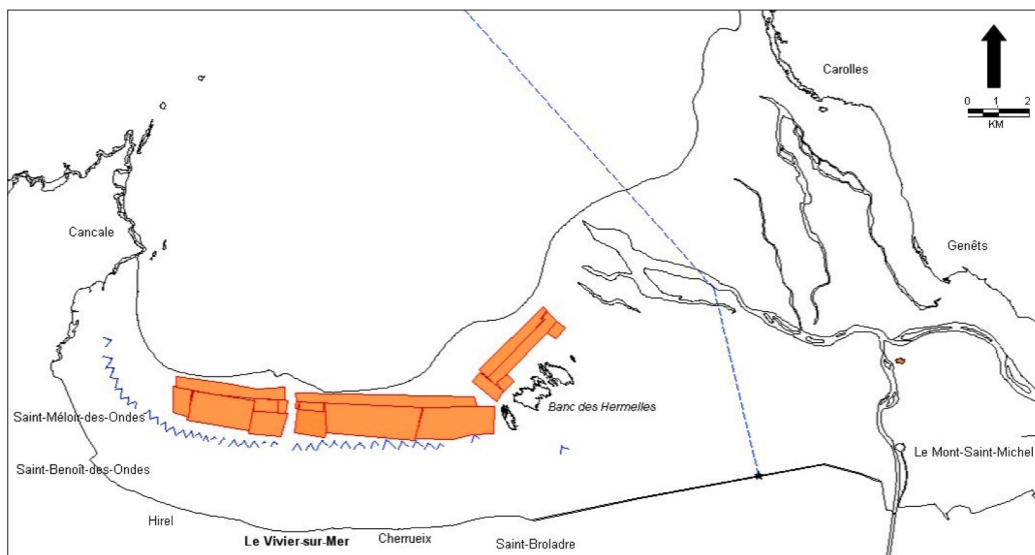 Carolles
0 1 2
KM
Cancale
Genêts
Saint-Méloir-des-Ondes
Banc des Hermelles
Le Mont-Saint-Michel
Saint-Benoît-des-Ondes
Hirel
Le Vivier-sur-Mer
Cherrueix
Saint-Broladre